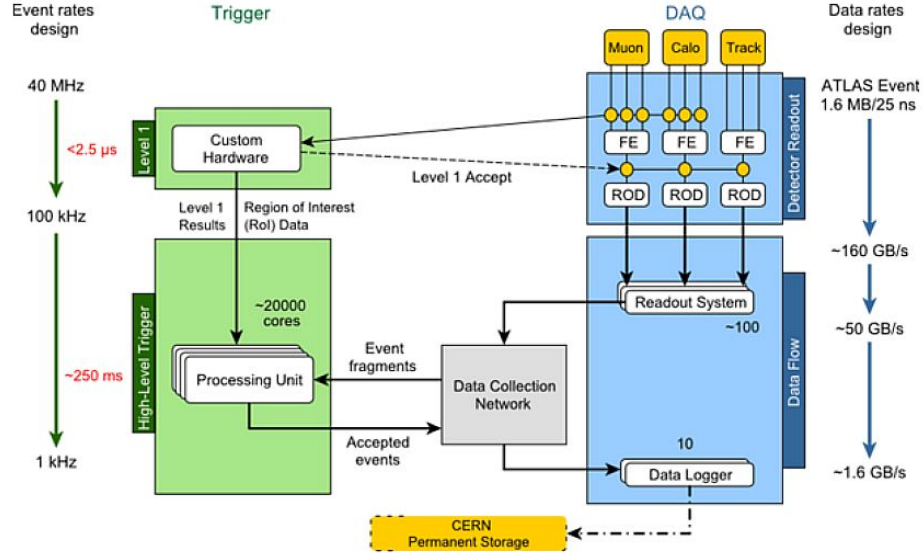 Event rates
design
Trigger
DAQ
Data rates
design
Muon
Calo
Track
40 MHz
ATLAS Event
1.6 MB/25 ns
Level 1
Custom
Hardware
<2.5 μs
FE
FE
FE
Level 1 Accept
ROD
ROD
ROD
Detector Readout
100 kHz
Level 1
Results
Region of Interest
(RoI) Data
~160 GB/s
High-Level Trigger
~20000
cores
Readout System
~100
~50 GB/s
~250 ms
Processing Unit
Event
fragments
Data Collection
Network
Data Flow
Accepted
events
10
Data Logger
1 kHz
~1.6 GB/s
CERN
Permanent Storage